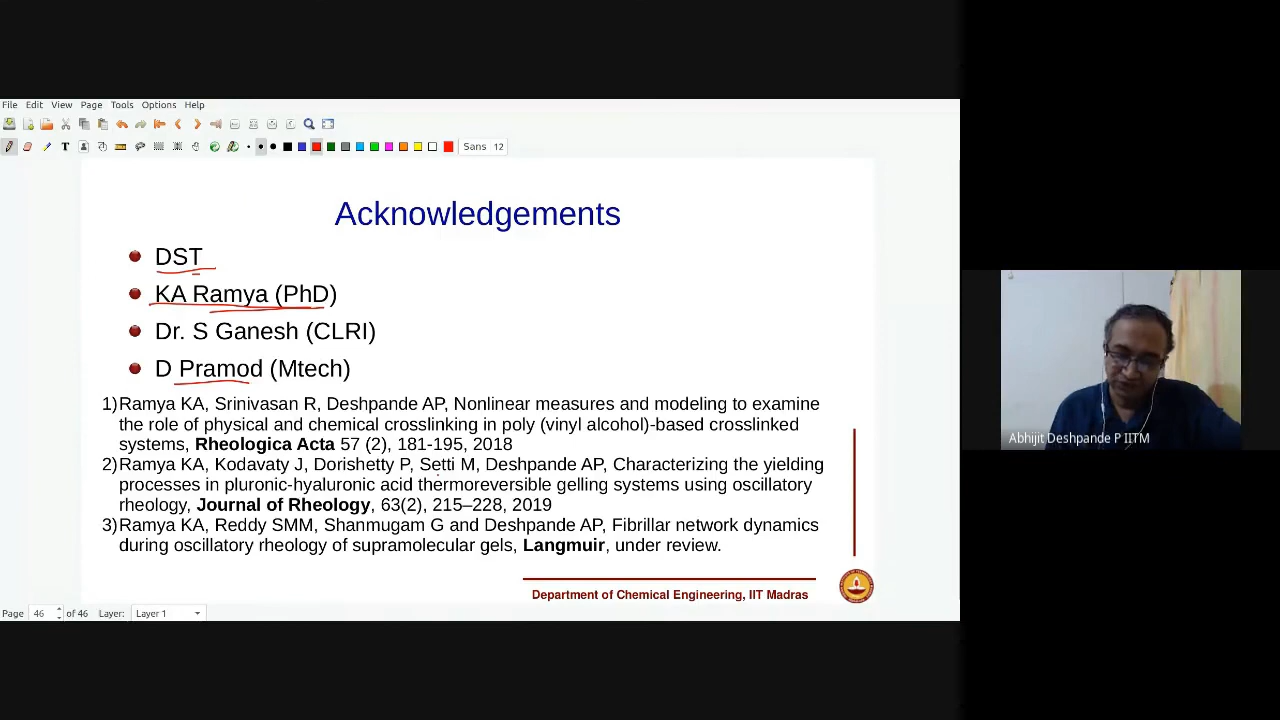 File Edit View Page Tools Options Help
Sans 12
Acknowledgements
DST
KA Ramya (PhD)
Dr. S Ganesh (CLRI)
D Pramod (Mtech)
1)Ramya KA, Srinivasan R, Deshpande AP, Nonlinear measures and modeling to examine
the role of physical and chemical crosslinking in poly (vinyl alcohol)-based crosslinked
systems, Rheologica Acta 57 (2), 181-195, 2018
2)Ramya KA, Kodavaty J, Dorishetty P, Setti M, Deshpande AP, Characterizing the yielding
processes in pluronic-hyaluronic acid thermoreversible gelling systems using oscillatory
rheology, Journal of Rheology, 63(2), 215–228, 2019
3)Ramya KA, Reddy SMM, Shanmugam G and Deshpande AP, Fibrillar network dynamics
during oscillatory rheology of supramolecular gels, Langmuir, under review.
Department of Chemical Engineering, IIT Madras
Page 46 of 46 Layer: Layer 1
Abhijit Deshpande P IITM